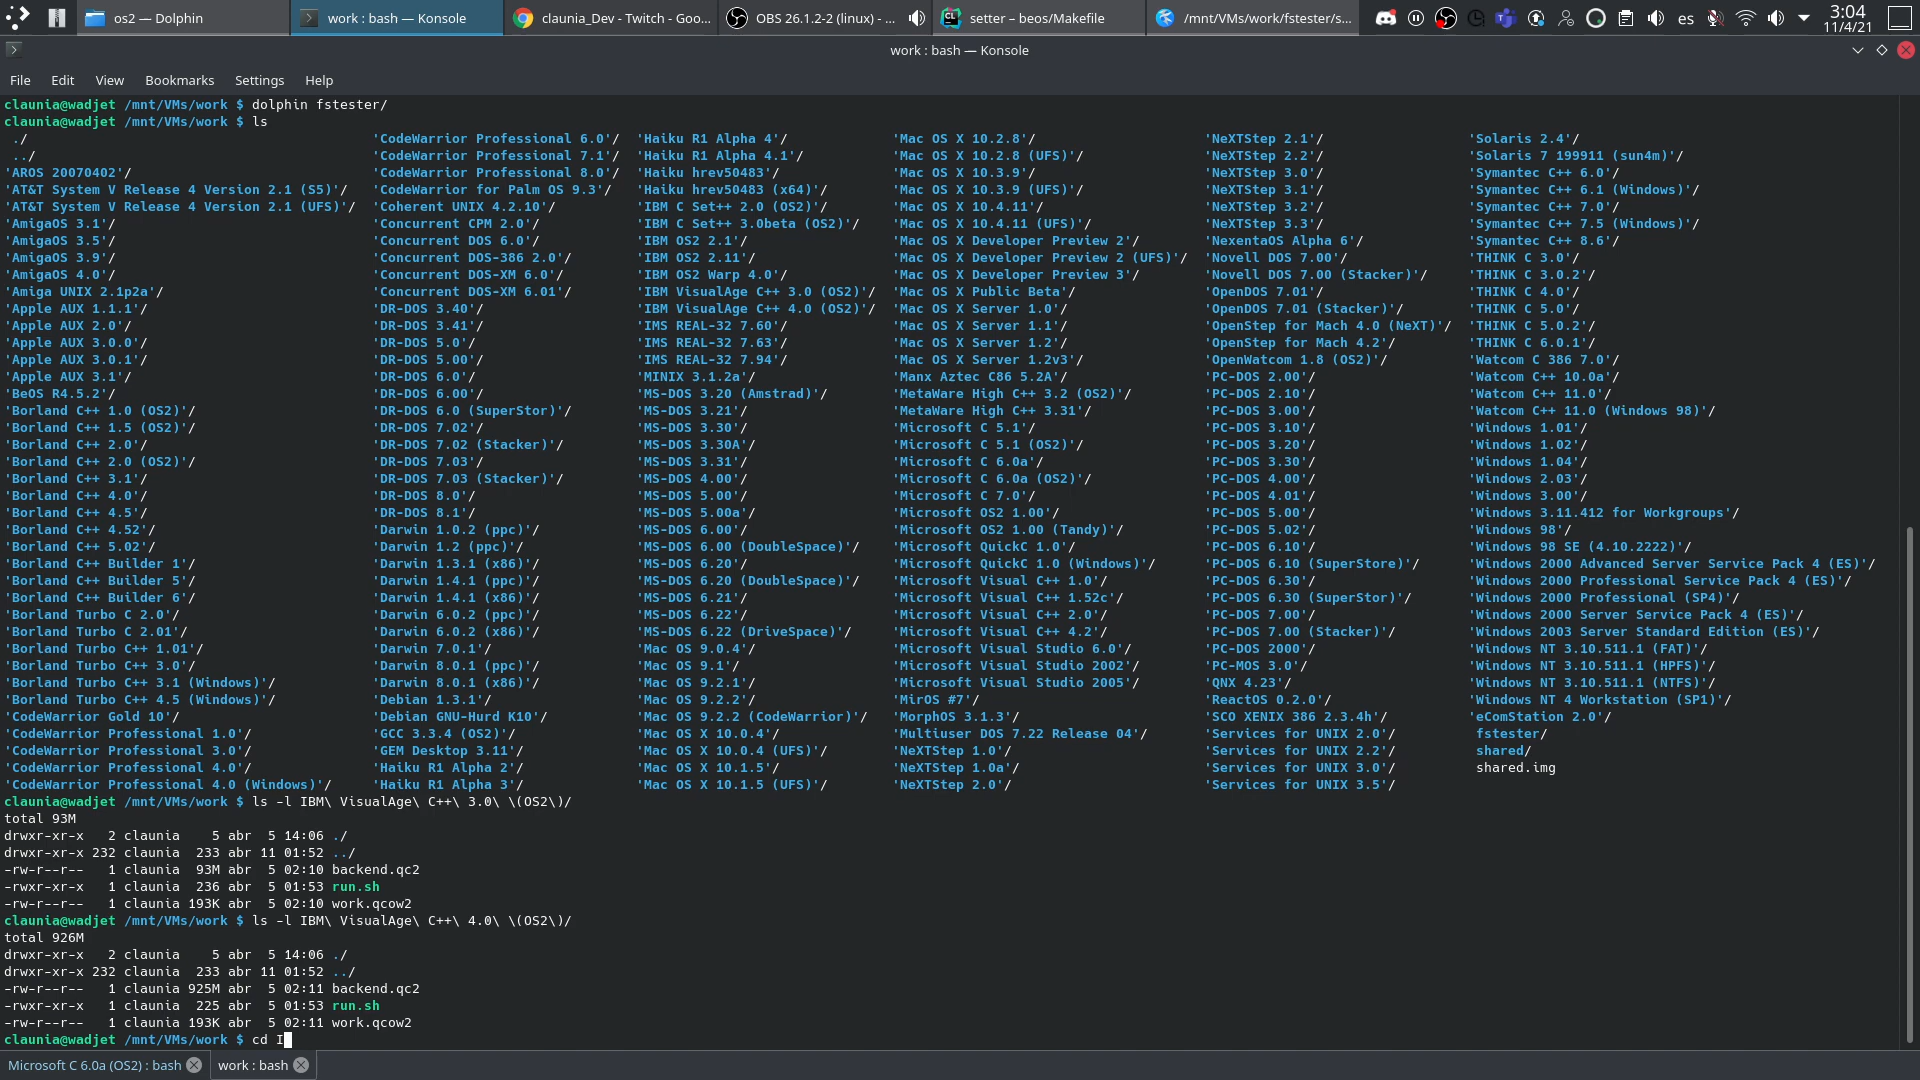 os2 — Dolphin
work : bash — Konsole
claunia_Dev - Twitch - Goo...
OBS 26.1.2-2 (linux) - ...
setter – beos/Makefile
/mnt/VMs/work/fstester/s...
es
3:04
11/4/21
work : bash — Konsole
File Edit View Bookmarks Settings Help
claunia@wadjet /mnt/VMs/work $ dolphin fstester/
claunia@wadjet /mnt/VMs/work $ ls
./ 'CodeWarrior Professional 6.0'/ 'Haiku R1 Alpha 4'/ 'Mac OS X 10.2.8'/ 'NeXTStep 2.1'/ 'Solaris 2.4'/
../ 'CodeWarrior Professional 7.1'/ 'Haiku R1 Alpha 4.1'/ 'Mac OS X 10.2.8 (UFS)'/ 'NeXTStep 2.2'/ 'Solaris 7 199911 (sun4m)'/
'AROS 20070402'/ 'CodeWarrior Professional 8.0'/ 'Haiku hrev50483'/ 'Mac OS X 10.3.9'/ 'NeXTStep 3.0'/ 'Symantec C++ 6.0'/
'AT&T System V Release 4 Version 2.1 (S5)'/ 'CodeWarrior for Palm OS 9.3'/ 'Haiku hrev50483 (x64)'/ 'Mac OS X 10.3.9 (UFS)'/ 'NeXTStep 3.1'/ 'Symantec C++ 6.1 (Windows)'/
'AT&T System V Release 4 Version 2.1 (UFS)'/ 'Coherent UNIX 4.2.10'/ 'IBM C Set++ 2.0 (OS2)'/ 'Mac OS X 10.4.11'/ 'NeXTStep 3.2'/ 'Symantec C++ 7.0'/
'AmigaOS 3.1'/ 'Concurrent CPM 2.0'/ 'IBM C Set++ 3.0beta (OS2)'/ 'Mac OS X 10.4.11 (UFS)'/ 'NeXTStep 3.3'/ 'Symantec C++ 7.5 (Windows)'/
'AmigaOS 3.5'/ 'Concurrent DOS 6.0'/ 'IBM OS2 2.1'/ 'Mac OS X Developer Preview 2'/ 'NexentaOS Alpha 6'/ 'Symantec C++ 8.6'/
'AmigaOS 3.9'/ 'Concurrent DOS-386 2.0'/ 'IBM OS2 2.11'/ 'Mac OS X Developer Preview 2 (UFS)'/ 'Novell DOS 7.00'/ 'THINK C 3.0'/
'AmigaOS 4.0'/ 'Concurrent DOS-XM 6.0'/ 'IBM OS2 Warp 4.0'/ 'Mac OS X Developer Preview 3'/ 'Novell DOS 7.00 (Stacker)'/ 'THINK C 3.0.2'/
'Amiga UNIX 2.1p2a'/ 'Concurrent DOS-XM 6.01'/ 'IBM VisualAge C++ 3.0 (OS2)'/ 'Mac OS X Public Beta'/ 'OpenDOS 7.01'/ 'THINK C 4.0'/
'Apple AUX 1.1.1'/ 'DR-DOS 3.40'/ 'IBM VisualAge C++ 4.0 (OS2)'/ 'Mac OS X Server 1.0'/ 'OpenDOS 7.01 (Stacker)'/ 'THINK C 5.0'/
'Apple AUX 2.0'/ 'DR-DOS 3.41'/ 'IMS REAL-32 7.60'/ 'Mac OS X Server 1.1'/ 'OpenStep for Mach 4.0 (NeXT)'/ 'THINK C 5.0.2'/
'Apple AUX 3.0.0'/ 'DR-DOS 5.0'/ 'IMS REAL-32 7.63'/ 'Mac OS X Server 1.2'/ 'OpenStep for Mach 4.2'/ 'THINK C 6.0.1'/
'Apple AUX 3.0.1'/ 'DR-DOS 5.00'/ 'IMS REAL-32 7.94'/ 'Mac OS X Server 1.2v3'/ 'OpenWatcom 1.8 (OS2)'/ 'Watcom C 386 7.0'/
'Apple AUX 3.1'/ 'DR-DOS 6.0'/ 'MINIX 3.1.2a'/ 'Manx Aztec C86 5.2A'/ 'PC-DOS 2.00'/ 'Watcom C++ 10.0a'/
'BeOS R4.5.2'/ 'DR-DOS 6.00'/ 'MS-DOS 3.20 (Amstrad)'/ 'MetaWare High C++ 3.2 (OS2)'/ 'PC-DOS 2.10'/ 'Watcom C++ 11.0'/
'Borland C++ 1.0 (OS2)'/ 'DR-DOS 6.0 (SuperStor)'/ 'MS-DOS 3.21'/ 'MetaWare High C++ 3.31'/ 'PC-DOS 3.00'/ 'Watcom C++ 11.0 (Windows 98)'/
'Borland C++ 1.5 (OS2)'/ 'DR-DOS 7.02'/ 'MS-DOS 3.30'/ 'Microsoft C 5.1'/ 'PC-DOS 3.10'/ 'Windows 1.01'/
'Borland C++ 2.0'/ 'DR-DOS 7.02 (Stacker)'/ 'MS-DOS 3.30A'/ 'Microsoft C 5.1 (OS2)'/ 'PC-DOS 3.20'/ 'Windows 1.02'/
'Borland C++ 2.0 (OS2)'/ 'DR-DOS 7.03'/ 'MS-DOS 3.31'/ 'Microsoft C 6.0a'/ 'PC-DOS 3.30'/ 'Windows 1.04'/
'Borland C++ 3.1'/ 'DR-DOS 7.03 (Stacker)'/ 'MS-DOS 4.00'/ 'Microsoft C 6.0a (OS2)'/ 'PC-DOS 4.00'/ 'Windows 2.03'/
'Borland C++ 4.0'/ 'DR-DOS 8.0'/ 'MS-DOS 5.00'/ 'Microsoft C 7.0'/ 'PC-DOS 4.01'/ 'Windows 3.00'/
'Borland C++ 4.5'/ 'DR-DOS 8.1'/ 'MS-DOS 5.00a'/ 'Microsoft OS2 1.00'/ 'PC-DOS 5.00'/ 'Windows 3.11.412 for Workgroups'/
'Borland C++ 4.52'/ 'Darwin 1.0.2 (ppc)'/ 'MS-DOS 6.00'/ 'Microsoft OS2 1.00 (Tandy)'/ 'PC-DOS 5.02'/ 'Windows 98'/
'Borland C++ 5.02'/ 'Darwin 1.2 (ppc)'/ 'MS-DOS 6.00 (DoubleSpace)'/ 'Microsoft QuickC 1.0'/ 'PC-DOS 6.10'/ 'Windows 98 SE (4.10.2222)'/
'Borland C++ Builder 1'/ 'Darwin 1.3.1 (x86)'/ 'MS-DOS 6.20'/ 'Microsoft QuickC 1.0 (Windows)'/ 'PC-DOS 6.10 (SuperStore)'/ 'Windows 2000 Advanced Server Service Pack 4 (ES)'/
'Borland C++ Builder 5'/ 'Darwin 1.4.1 (ppc)'/ 'MS-DOS 6.20 (DoubleSpace)'/ 'Microsoft Visual C++ 1.0'/ 'PC-DOS 6.30'/ 'Windows 2000 Professional Service Pack 4 (ES)'/
'Borland C++ Builder 6'/ 'Darwin 1.4.1 (x86)'/ 'MS-DOS 6.21'/ 'Microsoft Visual C++ 1.52c'/ 'PC-DOS 6.30 (SuperStor)'/ 'Windows 2000 Professional (SP4)'/
'Borland Turbo C 2.0'/ 'Darwin 6.0.2 (ppc)'/ 'MS-DOS 6.22'/ 'Microsoft Visual C++ 2.0'/ 'PC-DOS 7.00'/ 'Windows 2000 Server Service Pack 4 (ES)'/
'Borland Turbo C 2.01'/ 'Darwin 6.0.2 (x86)'/ 'MS-DOS 6.22 (DriveSpace)'/ 'Microsoft Visual C++ 4.2'/ 'PC-DOS 7.00 (Stacker)'/ 'Windows 2003 Server Standard Edition (ES)'/
'Borland Turbo C++ 1.01'/ 'Darwin 7.0.1'/ 'Mac OS 9.0.4'/ 'Microsoft Visual Studio 6.0'/ 'PC-DOS 2000'/ 'Windows NT 3.10.511.1 (FAT)'/
'Borland Turbo C++ 3.0'/ 'Darwin 8.0.1 (ppc)'/ 'Mac OS 9.1'/ 'Microsoft Visual Studio 2002'/ 'PC-MOS 3.0'/ 'Windows NT 3.10.511.1 (HPFS)'/
'Borland Turbo C++ 3.1 (Windows)'/ 'Darwin 8.0.1 (x86)'/ 'Mac OS 9.2.1'/ 'Microsoft Visual Studio 2005'/ 'QNX 4.23'/ 'Windows NT 3.10.511.1 (NTFS)'/
'Borland Turbo C++ 4.5 (Windows)'/ 'Debian 1.3.1'/ 'Mac OS 9.2.2'/ 'MirOS #7'/ 'ReactOS 0.2.0'/ 'Windows NT 4 Workstation (SP1)'/
'CodeWarrior Gold 10'/ 'Debian GNU-Hurd K10'/ 'Mac OS 9.2.2 (CodeWarrior)'/ 'MorphOS 3.1.3'/ 'SCO XENIX 386 2.3.4h'/ 'eComStation 2.0'/
'CodeWarrior Professional 1.0'/ 'GCC 3.3.4 (OS2)'/ 'Mac OS X 10.0.4'/ 'Multiuser DOS 7.22 Release 04'/ 'Services for UNIX 2.0'/ fstester/
'CodeWarrior Professional 3.0'/ 'GEM Desktop 3.11'/ 'Mac OS X 10.0.4 (UFS)'/ 'NeXTStep 1.0'/ 'Services for UNIX 2.2'/ shared/
'CodeWarrior Professional 4.0'/ 'Haiku R1 Alpha 2'/ 'Mac OS X 10.1.5'/ 'NeXTStep 1.0a'/ 'Services for UNIX 3.0'/ shared.img
'CodeWarrior Professional 4.0 (Windows)'/ 'Haiku R1 Alpha 3'/ 'Mac OS X 10.1.5 (UFS)'/ 'NeXTStep 2.0'/ 'Services for UNIX 3.5'/
claunia@wadjet /mnt/VMs/work $ ls -l IBM\ VisualAge\ C++\ 3.0\ \(OS2\)/
total 93M
drwxr-xr-x 2 claunia 5 abr 5 14:06 ./
drwxr-xr-x 232 claunia 233 abr 11 01:52 ../
-rw-r--r-- 1 claunia 93M abr 5 02:10 backend.qc2
-rwxr-xr-x 1 claunia 236 abr 5 01:53 run.sh
-rw-r--r-- 1 claunia 193K abr 5 02:10 work.qcow2
claunia@wadjet /mnt/VMs/work $ ls -l IBM\ VisualAge\ C++\ 4.0\ \(OS2\)/
total 926M
drwxr-xr-x 2 claunia 5 abr 5 14:06 ./
drwxr-xr-x 232 claunia 233 abr 11 01:52 ../
-rw-r--r-- 1 claunia 925M abr 5 02:11 backend.qc2
-rwxr-xr-x 1 claunia 225 abr 5 01:53 run.sh
-rw-r--r-- 1 claunia 193K abr 5 02:11 work.qcow2
claunia@wadjet /mnt/VMs/work $ cd I
Microsoft C 6.0a (OS2) : bash
work : bash